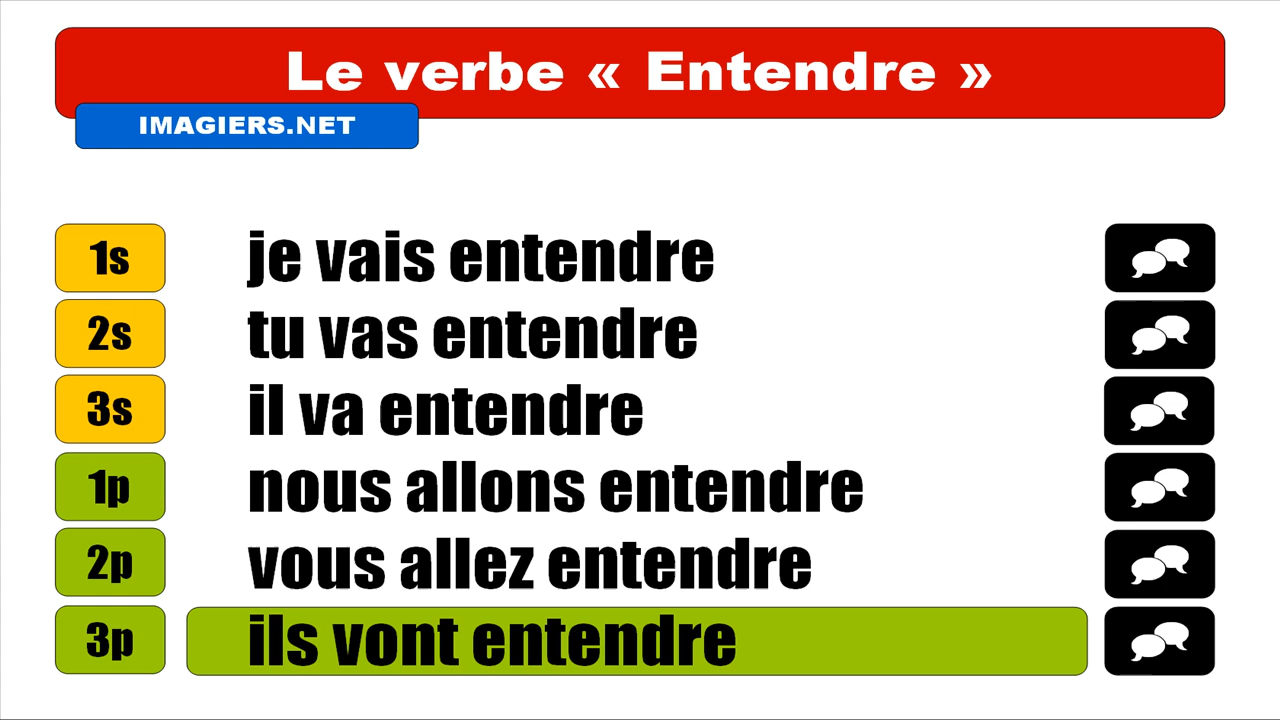 Le verbe « Entendre »
IMAGIERS.NET
1s je vais entendre
2s tu vas entendre
3s il va entendre
1p nous allons entendre
2p vous allez entendre
3p ils vont entendre